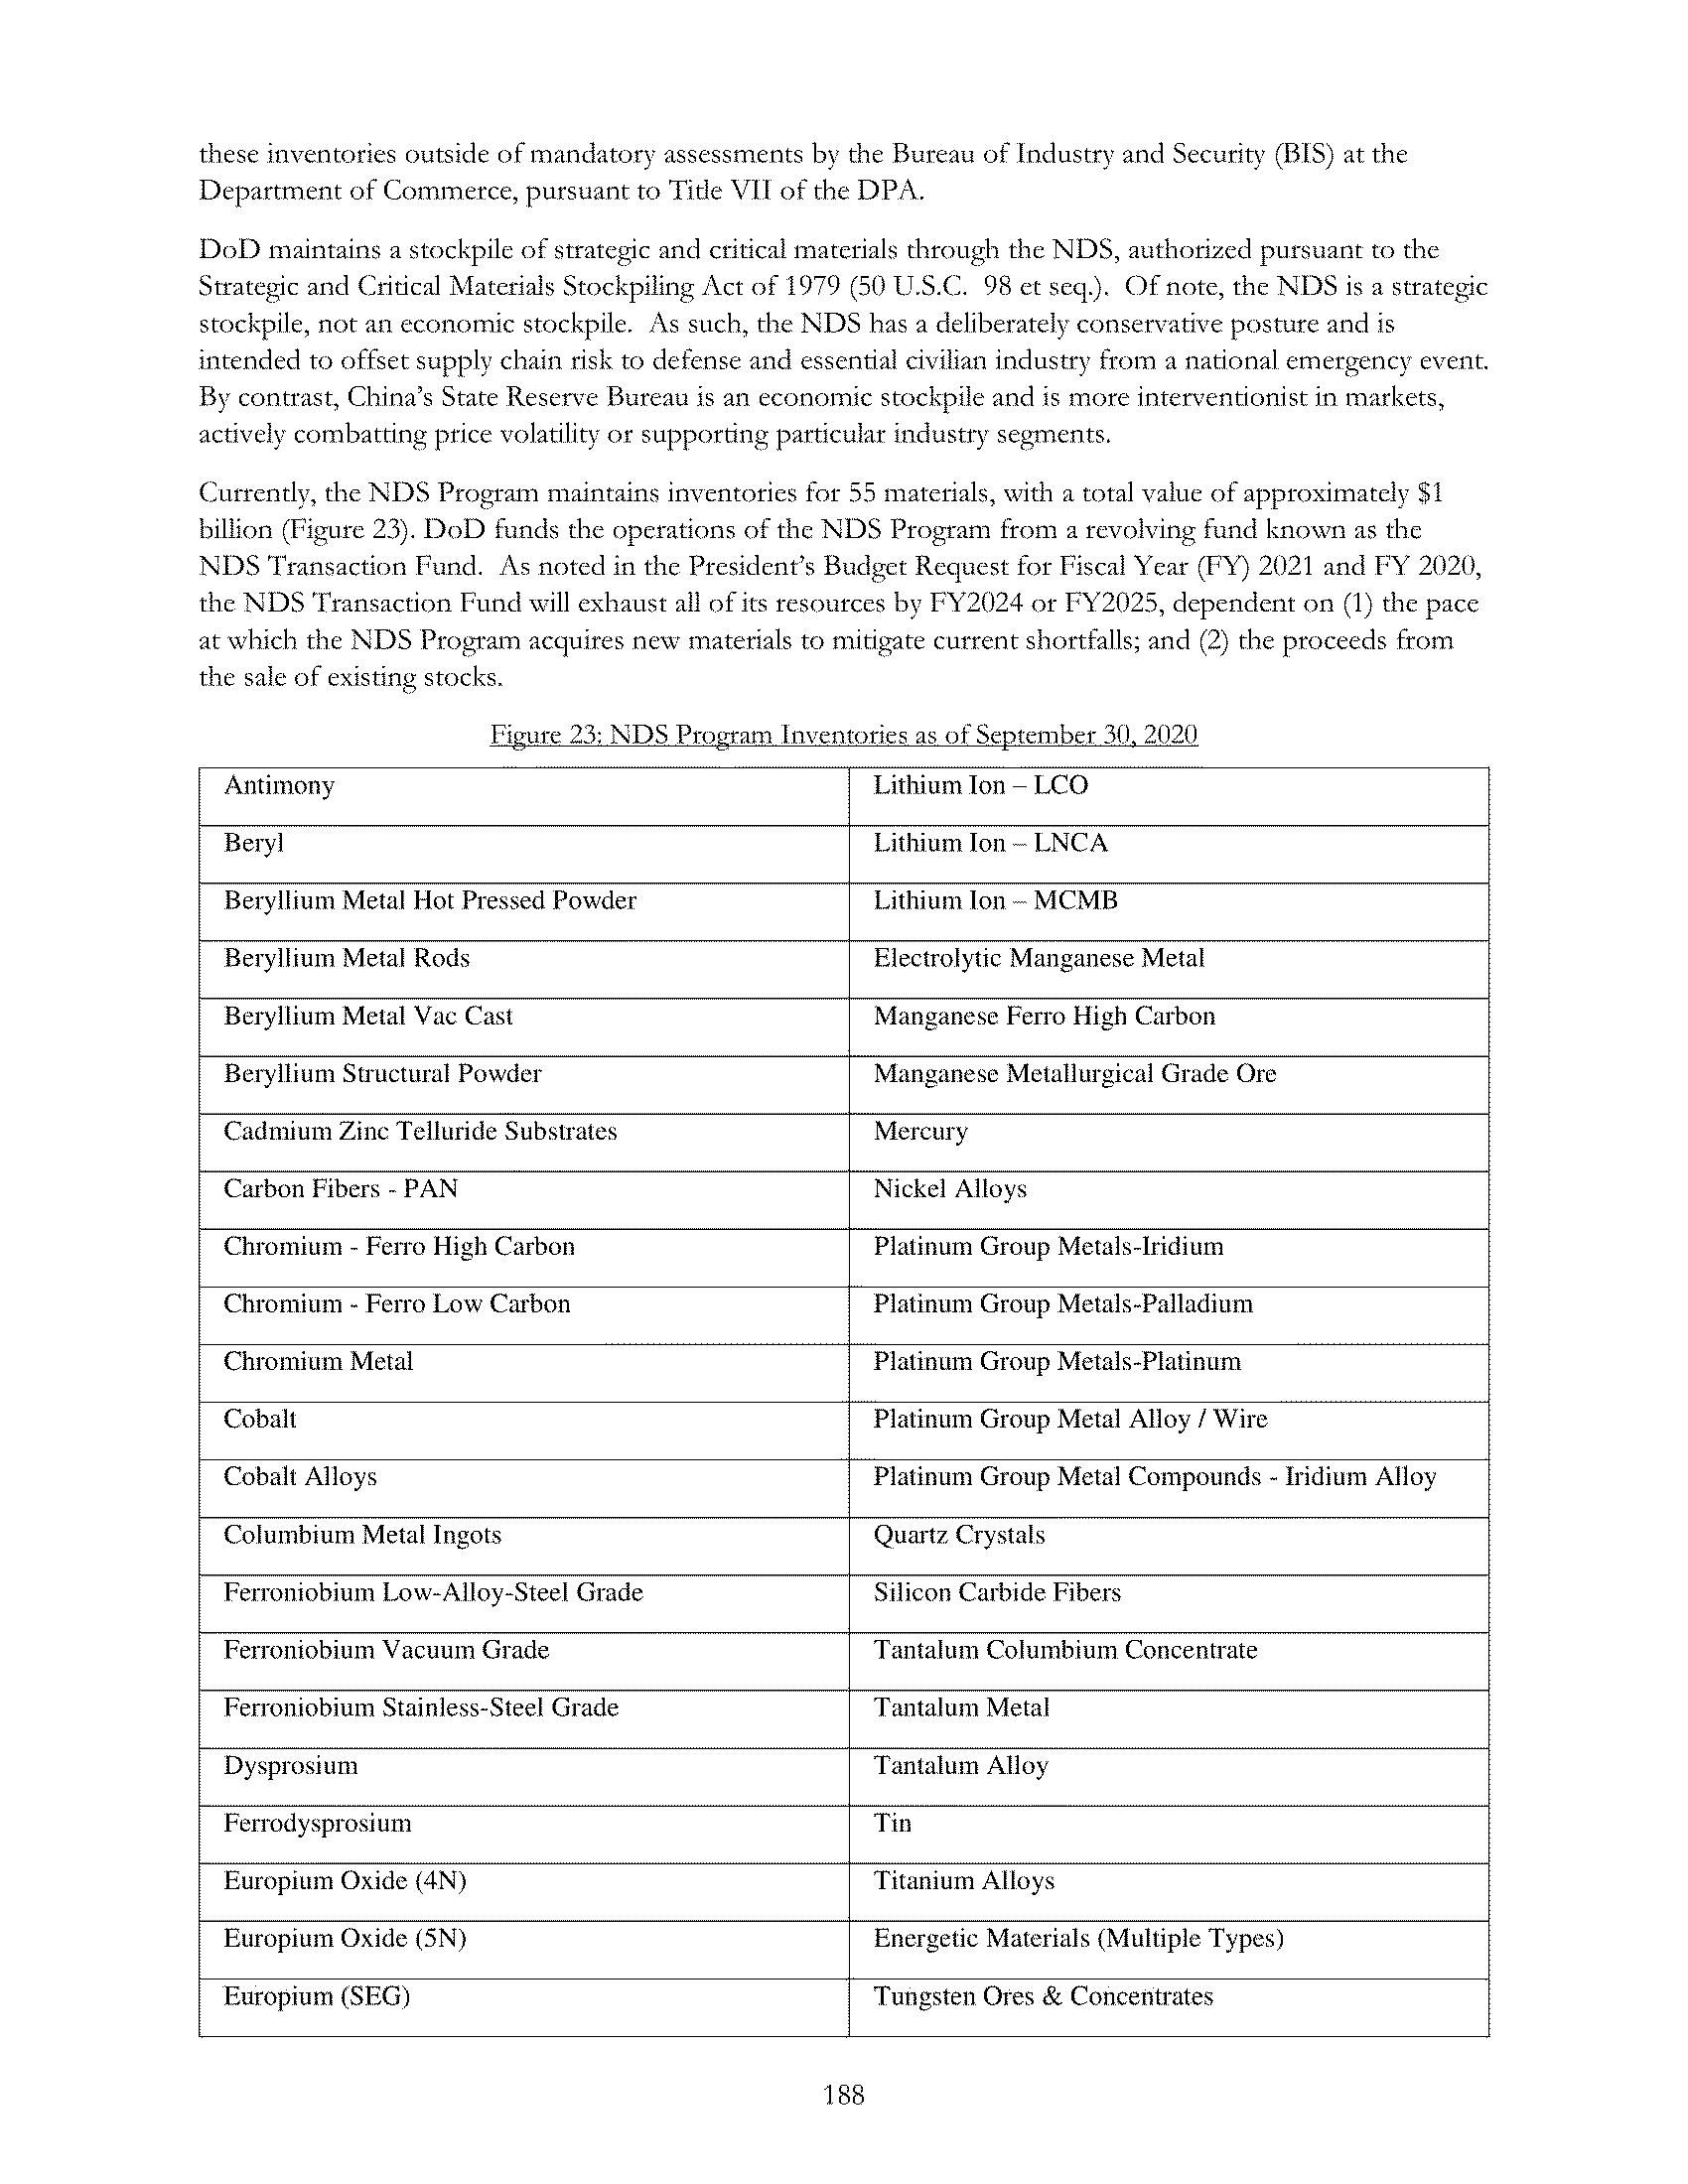 these inventories outside of mandatory assessments by the Bureau of Industry and Security (BIS) at the
Department of Commerce, pursuant to Title VII of the DPA.
DoD maintains a stockpile of strategic and critical materials through the NDS, authorized pursuant to the
Strategic and Critical Materials Stockpiling Act of 1979 (50 U.S.C.  98 et seq.).  Of note, the NDS is a strategic
stockpile, not an economic stockpile.  As such, the NDS has a deliberately conservative posture and is
intended to offset supply chain risk to defense and essential civilian industry from a national emergency event.
By contrast, China's State Reserve Bureau is an economic stockpile and is more interventionist in markets,
actively combatting price volatility or supporting particular industry segments.
Currently, the NDS Program maintains inventories for 55 materials, with a total value of approximately $1
billion (Figure 23). DoD funds the operations of the NDS Program from a revolving fund known as the
NDS Transaction Fund.  As noted in the President's Budget Request for Fiscal Year (FY) 2021 and FY 2020,
the NDS Transaction Fund will exhaust all of its resources by FY2024 or FY2025, dependent on (1) the pace
at which the NDS Program acquires new materials to mitigate current shortfalls; and (2) the proceeds from
the sale of existing stocks.
Figure 23: NDS Program Inventories as of September 30, 2020
Antimony
Lithium Ion – LCO
Beryl
Lithium Ion – LNCA
Beryllium Metal Hot Pressed Powder
Lithium Ion – MCMB
Beryllium Metal Rods
Electrolytic Manganese Metal
Beryllium Metal Vac Cast
Manganese Ferro High Carbon
Beryllium Structural Powder
Manganese Metallurgical Grade Ore
Cadmium Zinc Telluride Substrates
Mercury
Carbon Fibers - PAN
Nickel Alloys
Chromium - Ferro High Carbon
Platinum Group Metals-Iridium
Chromium - Ferro Low Carbon
Platinum Group Metals-Palladium
Chromium Metal
Platinum Group Metals-Platinum
Cobalt
Platinum Group Metal Alloy / Wire
Cobalt Alloys
Platinum Group Metal Compounds - Iridium Alloy
Columbium Metal Ingots
Quartz Crystals
Ferroniobium Low-Alloy-Steel Grade
Silicon Carbide Fibers
Ferroniobium Vacuum Grade
Tantalum Columbium Concentrate
Ferroniobium Stainless-Steel Grade
Tantalum Metal
Dysprosium
Tantalum Alloy
Ferrodysprosium
Tin
Europium Oxide (4N)
Titanium Alloys
Europium Oxide (5N)
Energetic Materials (Multiple Types)
Europium (SEG)
Tungsten Ores & Concentrates
188